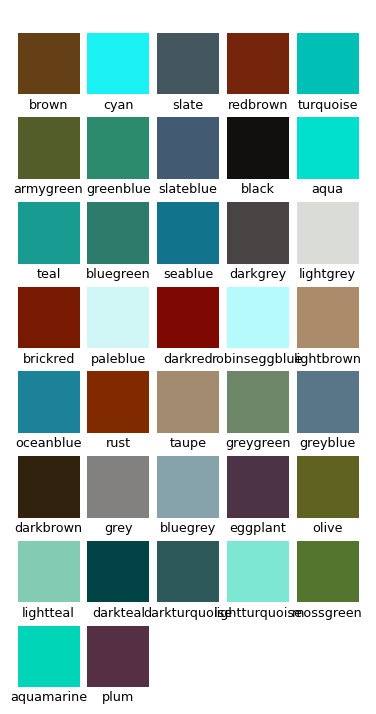 brown cyan slate redbrown turquoise
armygreen greenblue slateblue black aqua
teal bluegreen seablue darkgrey lightgrey
brickred paleblue darkred robinseggblue lightbrown
oceanblue rust taupe greygreen greyblue
darkbrown grey bluegrey eggplant olive
lightteal darkteal darkturquoise lightturquoise mossgreen
aquamarine plum